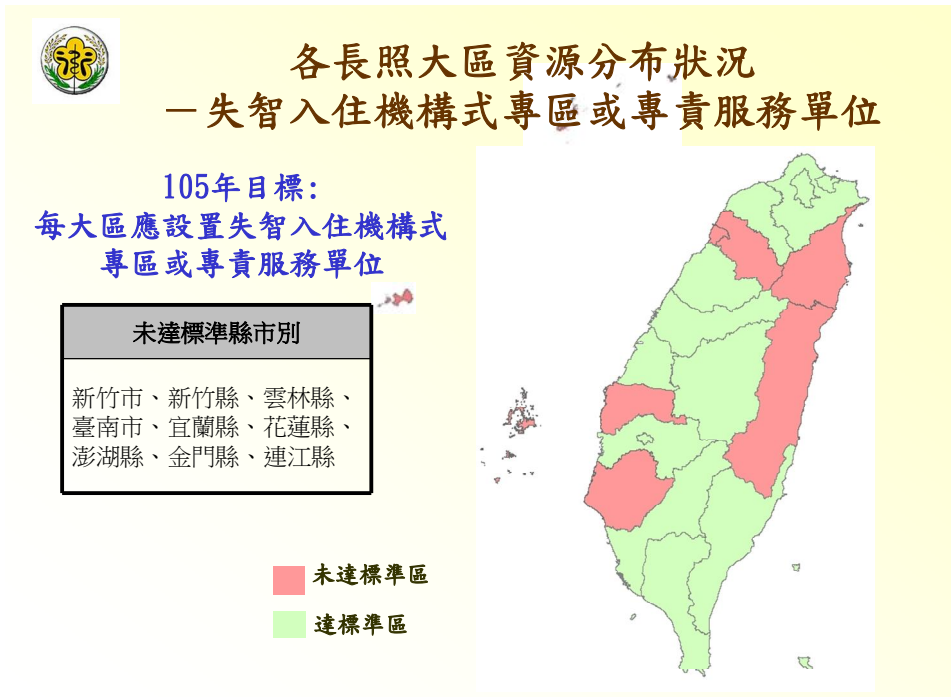 各長照大區資源分布狀況
－失智入住機構式專區或專責服務單位
105年目標:
每大區應設置失智入住機構式
專區或專責服務單位
未達標準縣市別
新竹市、新竹縣、雲林縣、
臺南市、宜蘭縣、花蓮縣、
澎湖縣、金門縣、連江縣
未達標準區
達標準區